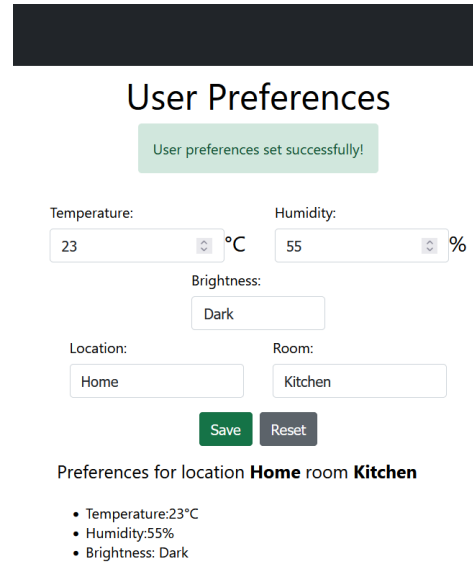 User Preferences
User preferences set successfully!
Temperature: Humidity:
23 °C 55 %
Brightness:
Dark
Location: Room:
Home Kitchen
Save Reset
Preferences for location Home room Kitchen
• Temperature:23°C
• Humidity:55%
• Brightness: Dark